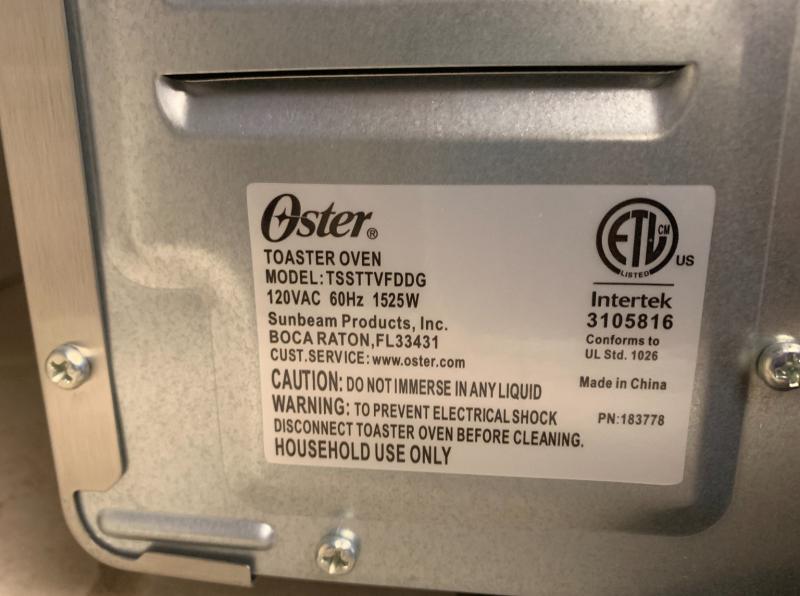 Oster®
TOASTER OVEN
MODEL: TSSTTVFDDG
120VAC 60Hz 1525W
Sunbeam Products, Inc.
BOCA RATON,FL33431
CUST.SERVICE: www.oster.com
CAUTION: DO NOT IMMERSE IN ANY LIQUID
WARNING: TO PREVENT ELECTRICAL SHOCK
DISCONNECT TOASTER OVEN BEFORE CLEANING.
HOUSEHOLD USE ONLY
ETL CM
US
LISTED
Intertek
3105816
Conforms to
UL Std. 1026
Made in China
PN:183778